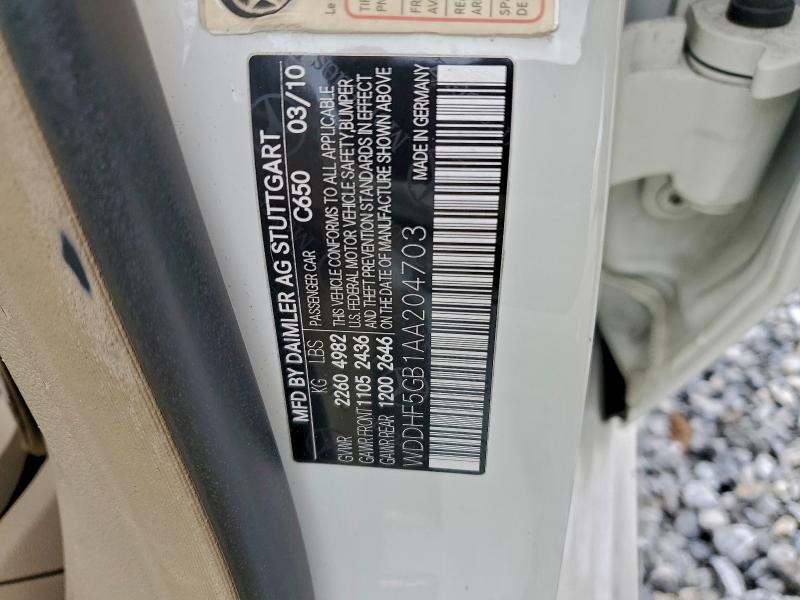 MFD BY DAIMLER AG STUTTGART
C650 03/10
KG LBS PASSENGER CAR
GVWR 2260 4982 THIS VEHICLE CONFORMS TO ALL APPLICABLE
U.S. FEDERAL MOTOR VEHICLE SAFETY, BUMPER
GAWR FRONT 1105 2436 AND THEFT PREVENTION STANDARDS IN EFFECT
GAWR REAR 1200 2646 ON THE DATE OF MANUFACTURE SHOWN ABOVE
WDDHF5GB1AA204703 MADE IN GERMANY
Le